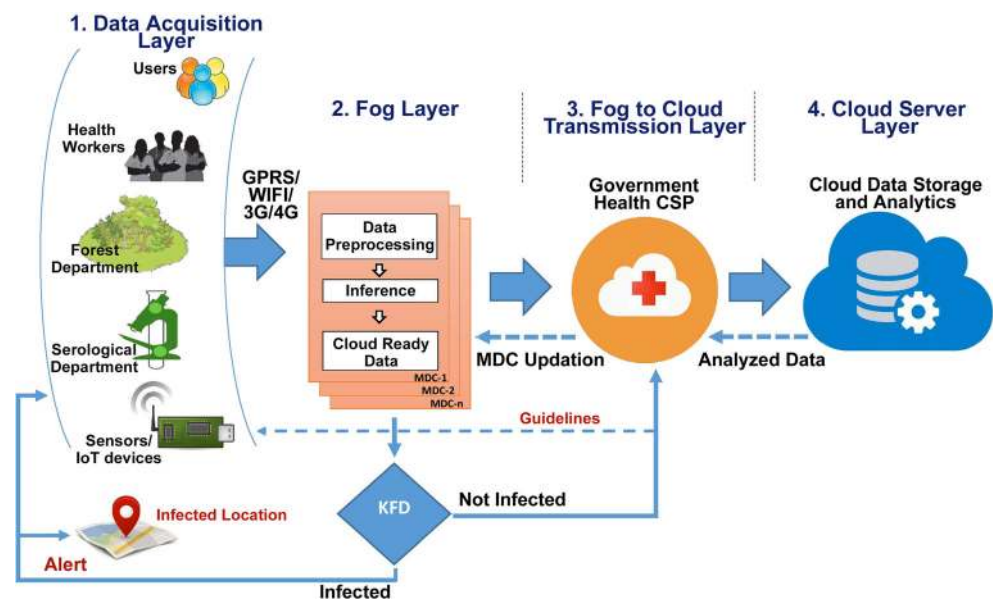 1. Data Acquisition
Layer
Users
Health
Workers
Forest
Department
Serological
Department
Sensors/
IoT devices
GPRS/
WIFI/
3G/4G
2. Fog Layer
Data
Preprocessing
Inference
Cloud Ready
Data
MDC-1
MDC-2
MDC-n
3. Fog to Cloud
Transmission Layer
Government
Health CSP
4. Cloud Server
Layer
Cloud Data Storage
and Analytics
MDC Updation
Analyzed Data
Guidelines
KFD
Not Infected
Infected Location
Alert
Infected